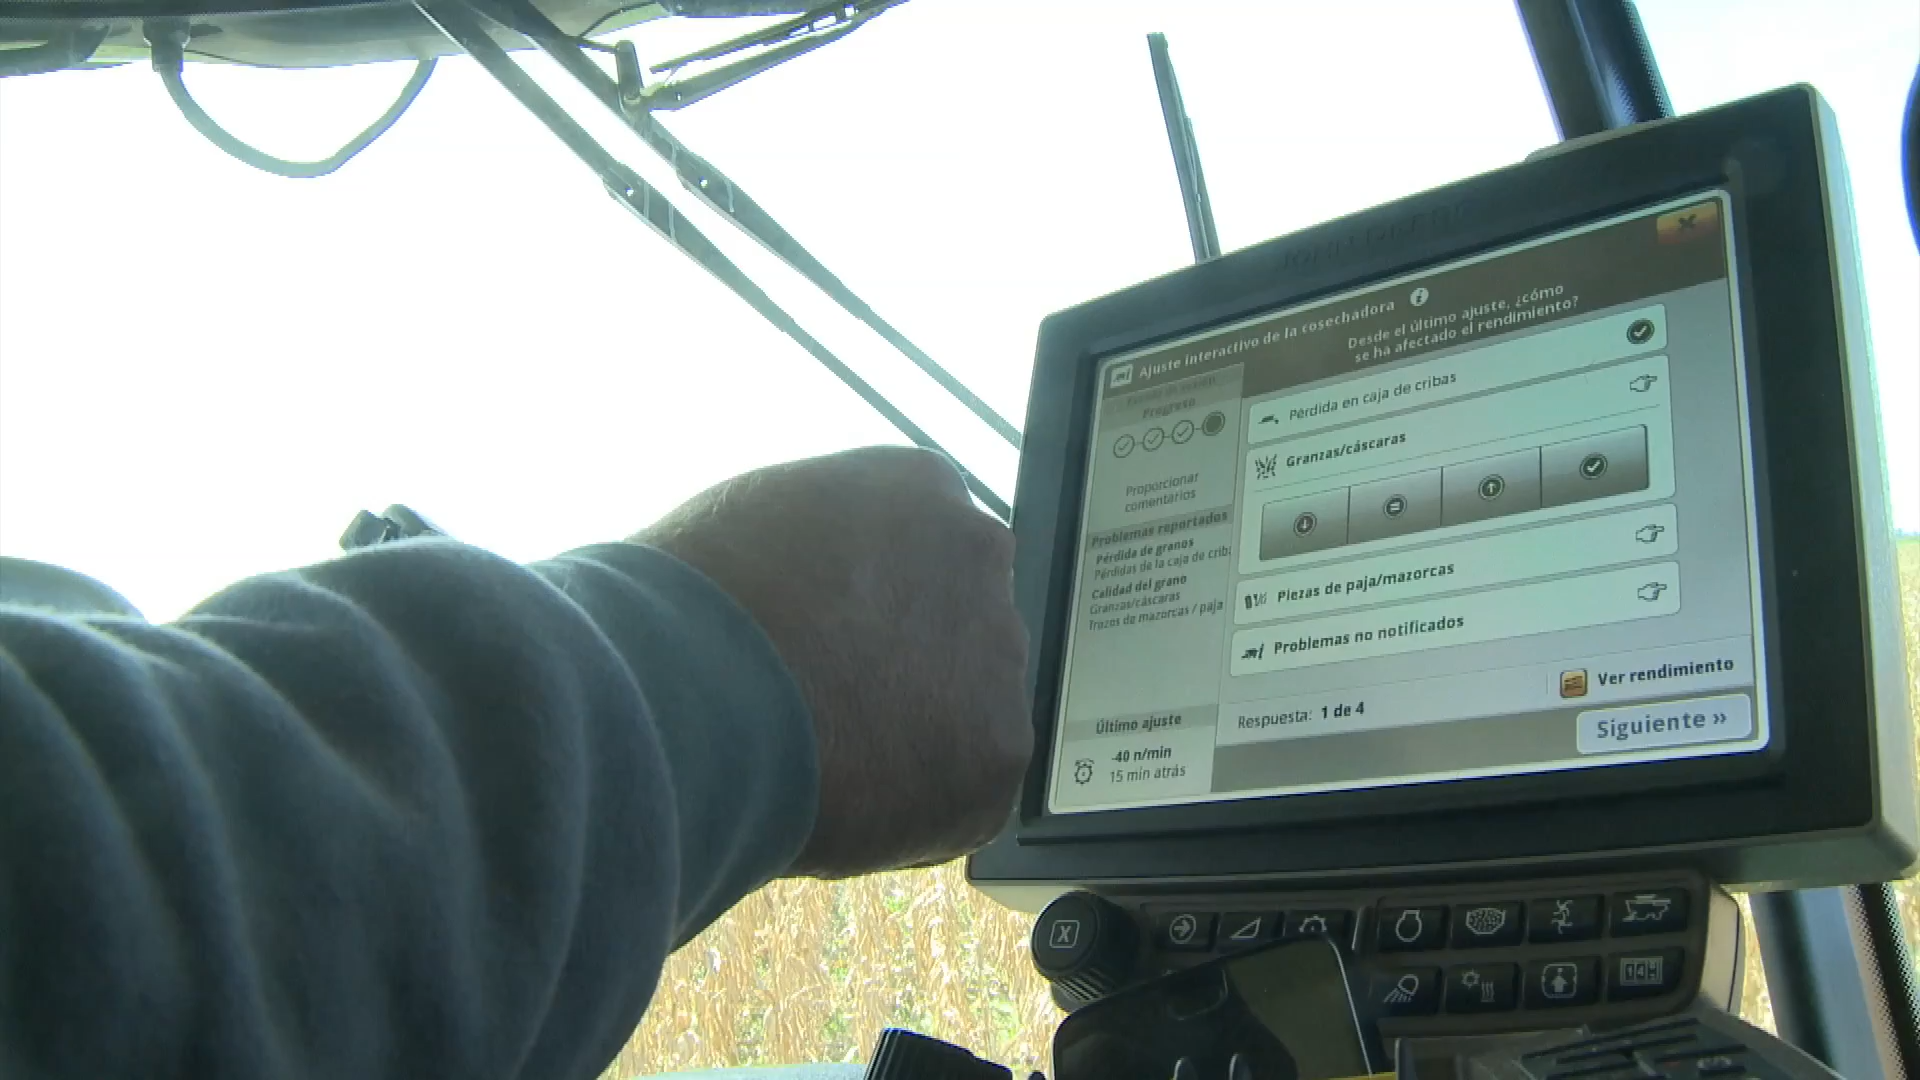 JOHN DEERE
Ajuste interactivo de la cosechadora
Desde el último ajuste, ¿cómo
se ha afectado el rendimiento?
Progreso
Proporcionar
comentarios
Problemas reportados
Pérdida de granos
Pérdidas de la caja de criba
Calidad del grano
Granzas/cáscaras
Trozos de mazorcas / paja
Último ajuste
-40 n/min
15 min atrás
Pérdida en caja de cribas
Granzas/cáscaras
Piezas de paja/mazorcas
Problemas no notificados
Respuesta: 1 de 4
Ver rendimiento
Siguiente »
X